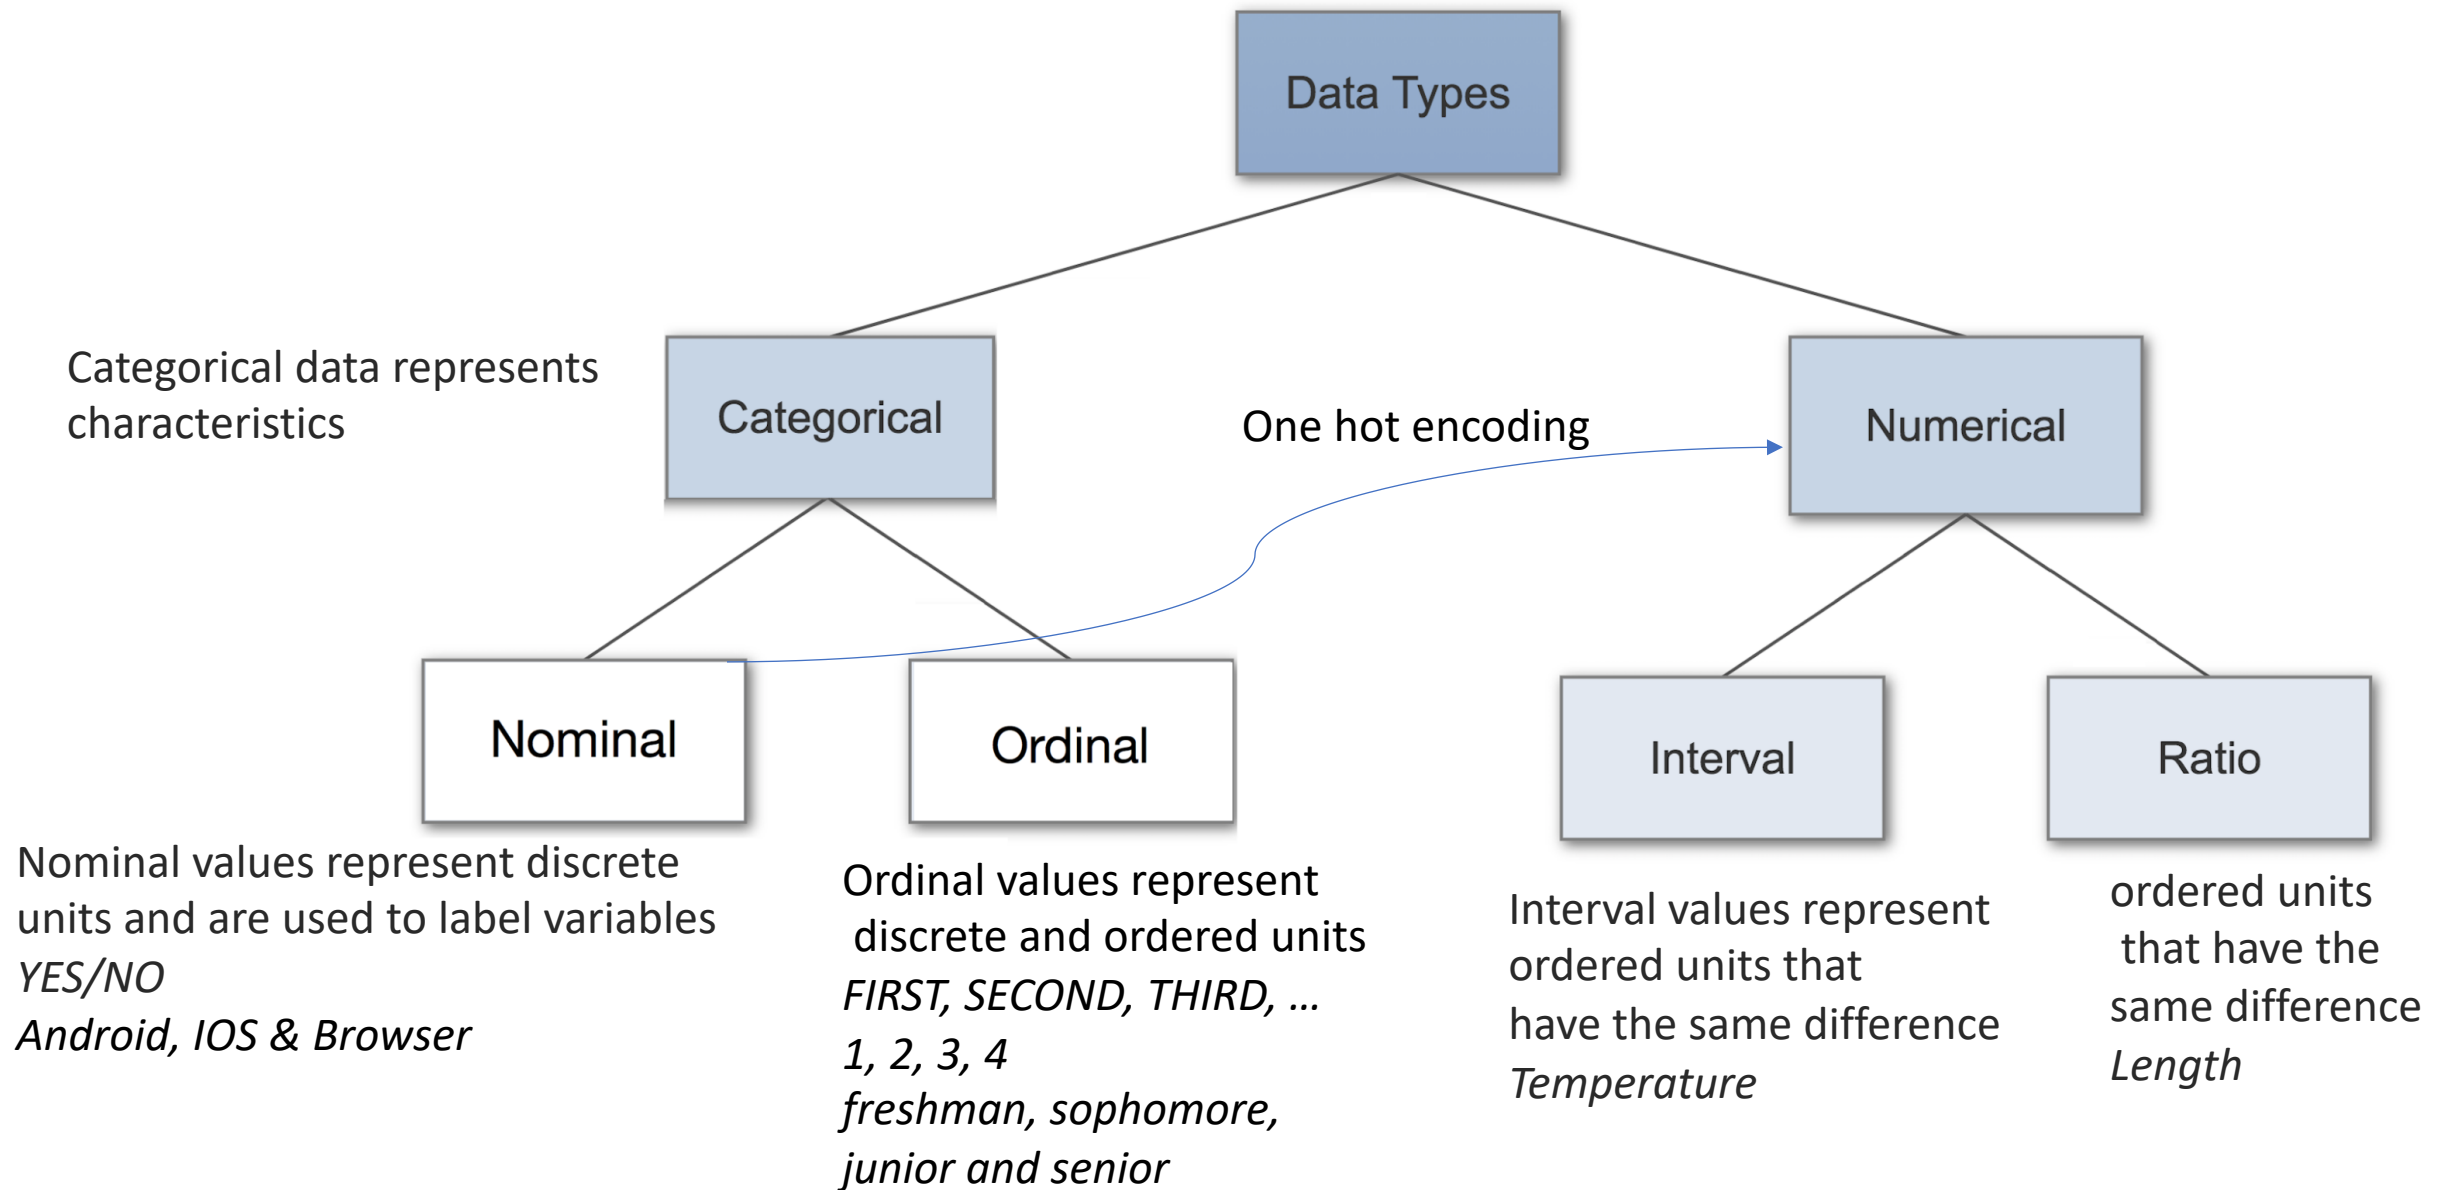 Data Types
Categorical data represents
characteristics
Categorical
One hot encoding
Numerical
Nominal
Ordinal
Interval
Ratio
Nominal values represent discrete
units and are used to label variables
YES/NO
Android, IOS & Browser
Ordinal values represent
discrete and ordered units
FIRST, SECOND, THIRD, ...
1, 2, 3, 4
freshman, sophomore,
junior and senior
Interval values represent
ordered units that
have the same difference
Temperature
ordered units
that have the
same difference
Length